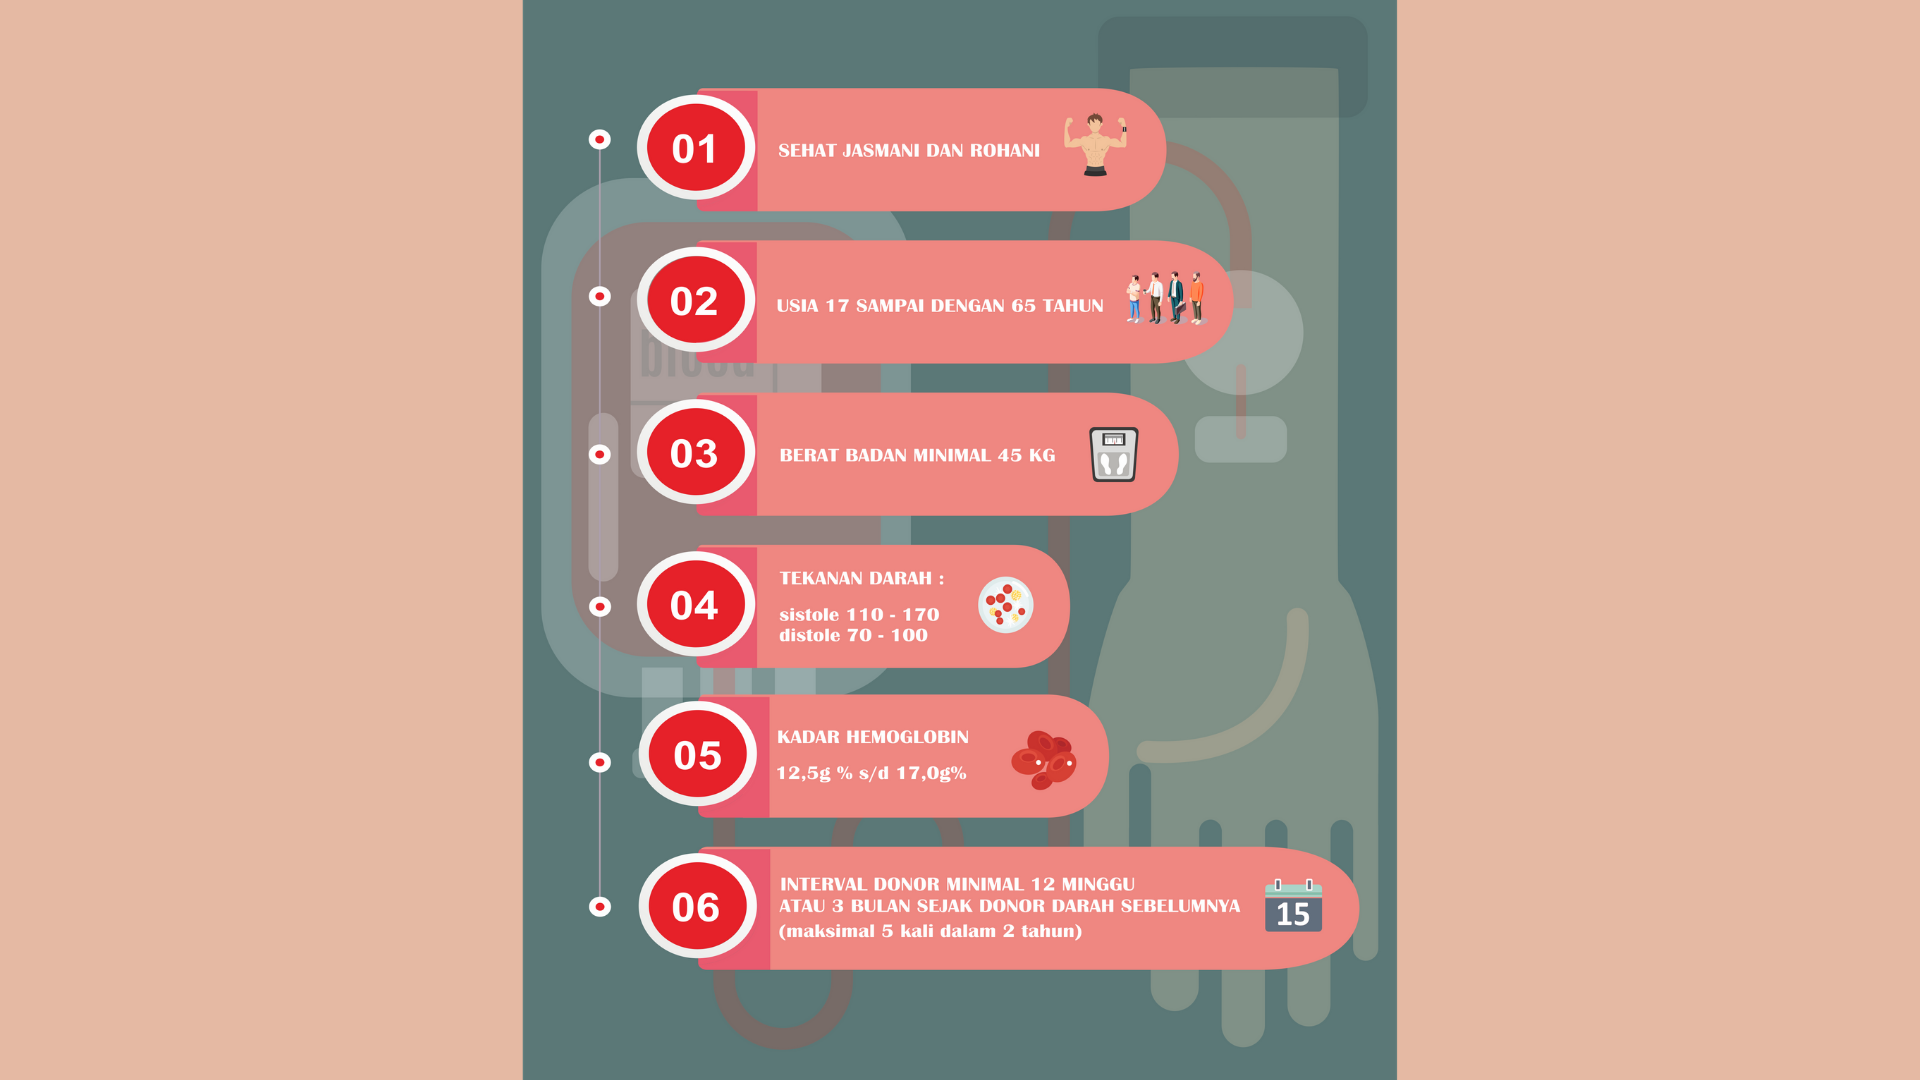 01
SEHAT JASMANI DAN ROHANI
02
USIA 17 SAMPAI DENGAN 65 TAHUN
blood
03
BERAT BADAN MINIMAL 45 KG
04
TEKANAN DARAH :
sistole 110 - 170
distole 70 - 100
05
KADAR HEMOGLOBIN
12,5g % s/d 17,0g%
06
INTERVAL DONOR MINIMAL 12 MINGGU
ATAU 3 BULAN SEJAK DONOR DARAH SEBELUMNYA
(maksimal 5 kali dalam 2 tahun)
15